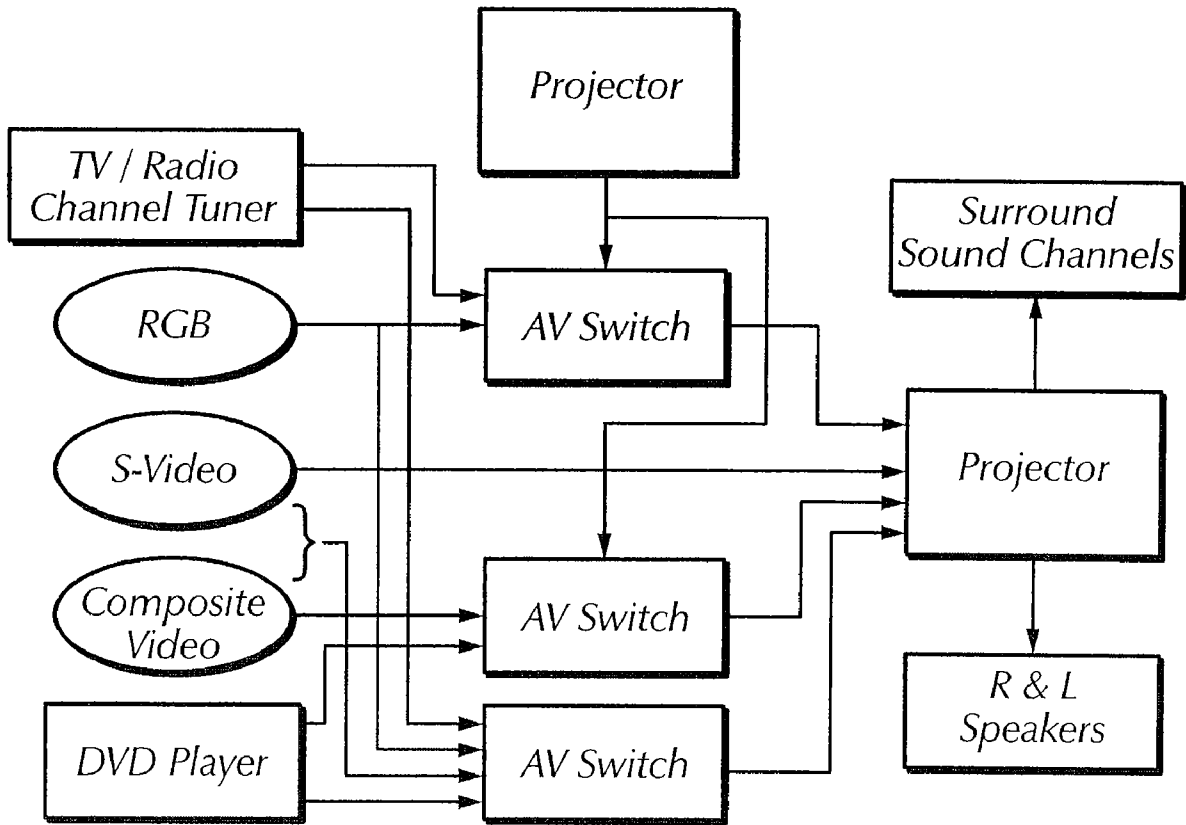 Projector
TV / Radio
Channel Tuner
Surround
Sound Channels
RGB
AV Switch
S-Video
Projector
Composite
Video
AV Switch
R & L
Speakers
DVD Player
AV Switch